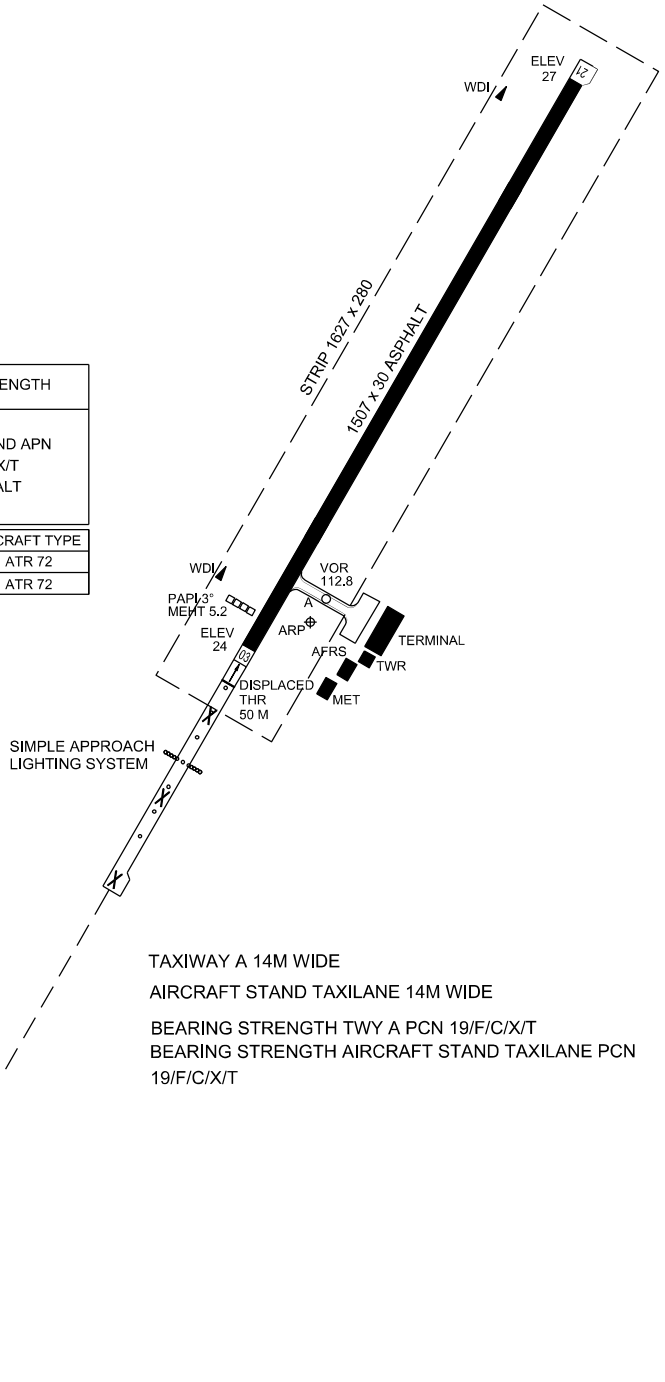 ELEV
27
21
WDI
STRIP 1627 x 280
1507 x 30 ASPHALT
ENGTH
ND APN
X/T
ALT
CRAFT TYPE
ATR 72
ATR 72
WDI
VOR
112.8
PAPI 3°
MEHT 5.2
A
ELEV
24
ARP
03
AFRS
TERMINAL
TWR
MET
DISPLACED
THR
50 M
X
SIMPLE APPROACH
LIGHTING SYSTEM
X
X
TAXIWAY A 14M WIDE
AIRCRAFT STAND TAXILANE 14M WIDE
BEARING STRENGTH TWY A PCN 19/F/C/X/T
BEARING STRENGTH AIRCRAFT STAND TAXILANE PCN
19/F/C/X/T